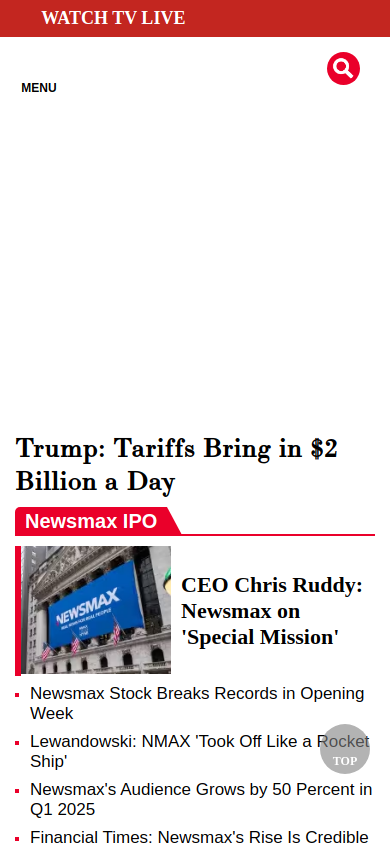 WATCH TV LIVE
MENU
Trump: Tariffs Bring in $2
Billion a Day
Newsmax IPO
NEWSMAX
CEO Chris Ruddy:
Newsmax on
'Special Mission'
Newsmax Stock Breaks Records in Opening
Week
Lewandowski: NMAX 'Took Off Like a Rocket
Ship'
TOP
Newsmax's Audience Grows by 50 Percent in
Q1 2025
Financial Times: Newsmax's Rise Is Credible